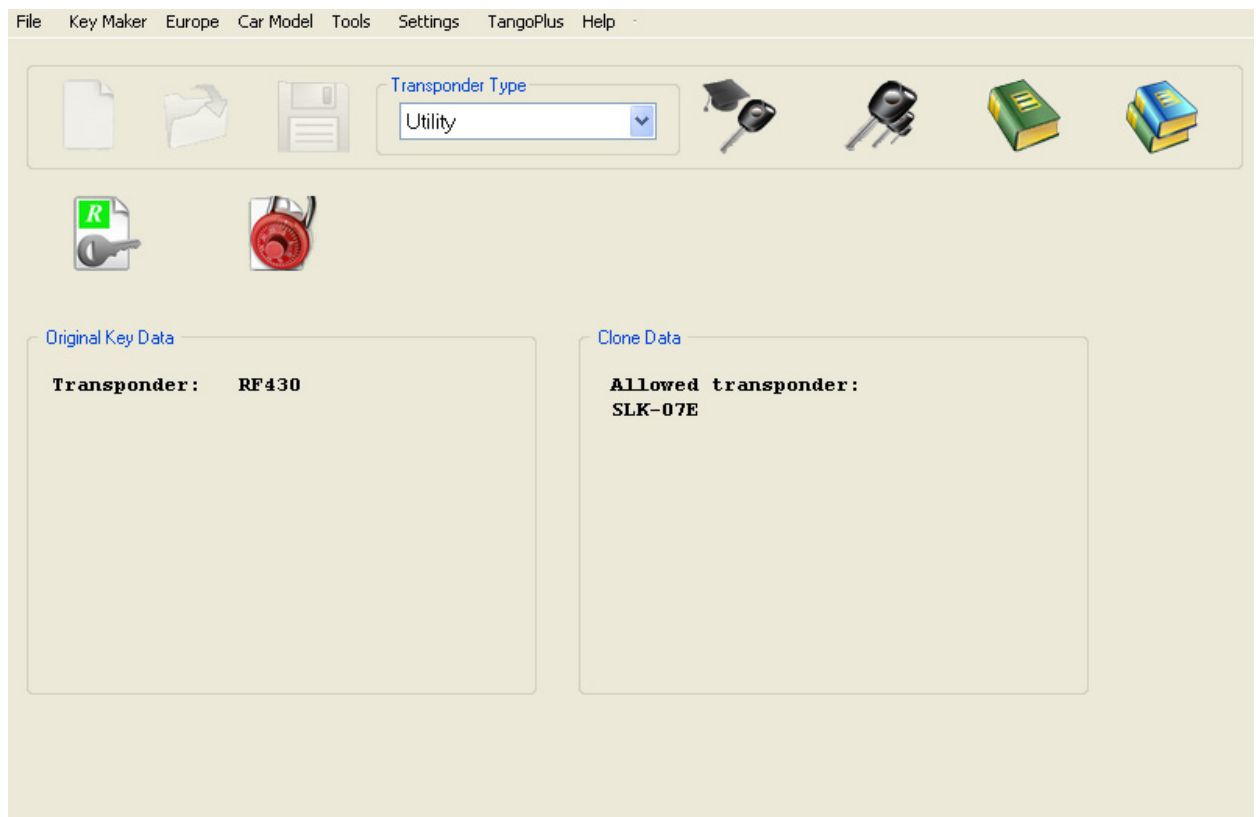 File Key Maker Europe Car Model Tools Settings TangoPlus Help
Transponder Type
Utility
R
Original Key Data
Transponder: RF430
Clone Data
Allowed transponder:
SLK-07E